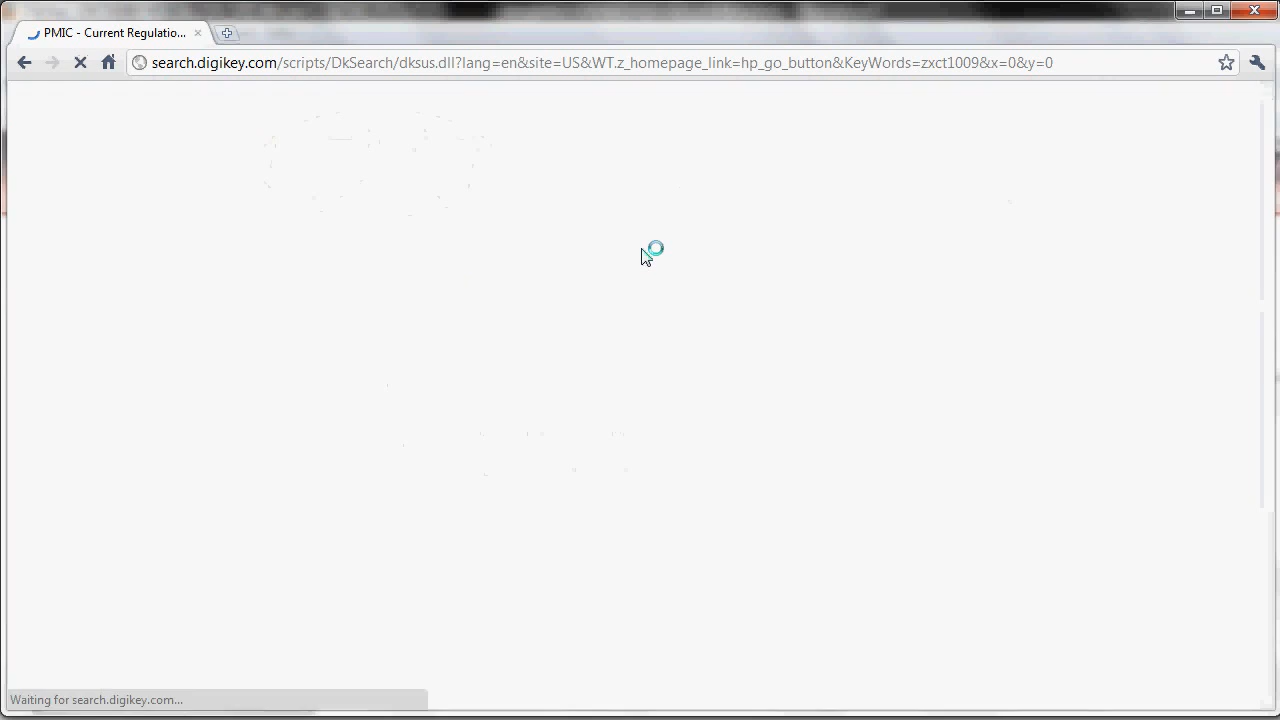 PMIC - Current Regulatio...
search.digikey.com/scripts/DkSearch/dksus.dll?lang=en&site=US&WT.z_homepage_link=hp_go_button&KeyWords=zxct1009&x=0&y=0
Waiting for search.digikey.com...